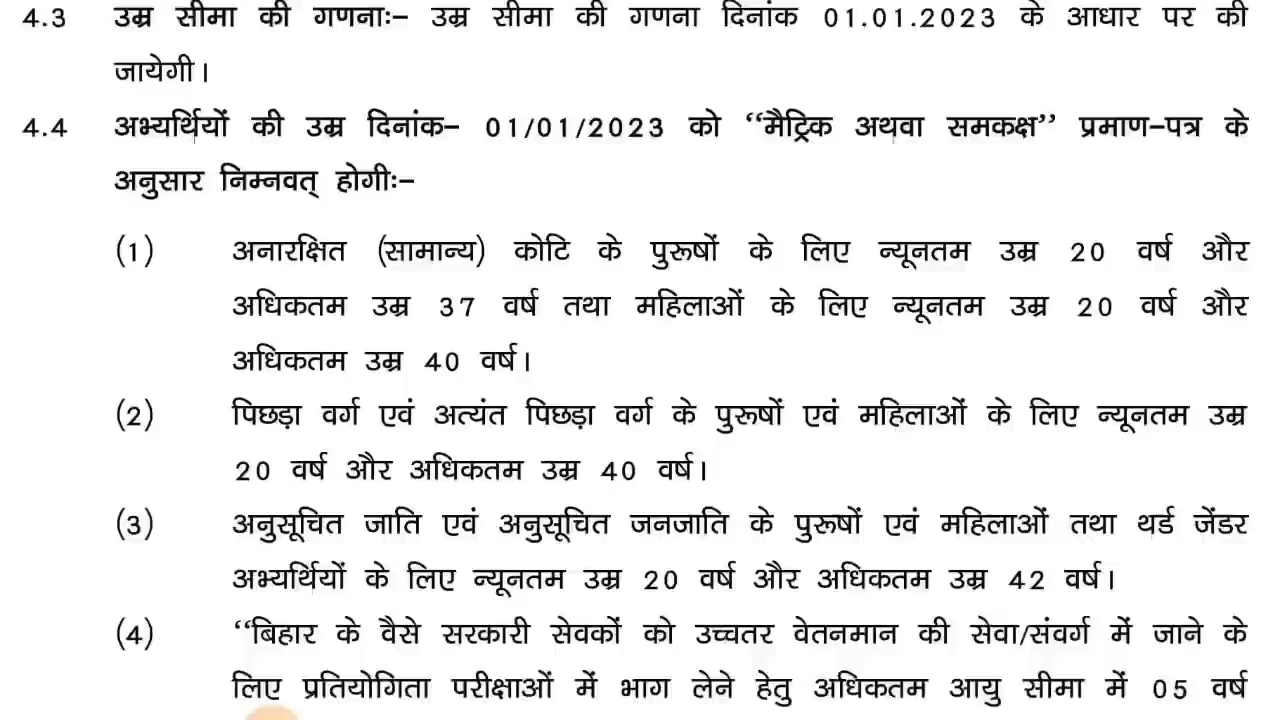 4.3 उम्र सीमा की गणनाः– उम्र सीमा की गणना दिनांक 01.01.2023 के आधार पर की
जायेगी।
4.4 अभ्यर्थियों की उम्र दिनांक– 01/01/2023 को ‘‘मैट्रिक अथवा समकक्ष’’ प्रमाण–पत्र के
अनुसार निम्नवत् होगीः–
(1) अनारक्षित (सामान्य) कोटि के पुरूषों के लिए न्यूनतम उम्र 20 वर्ष और
अधिकतम उम्र 37 वर्ष तथा महिलाओं के लिए न्यूनतम उम्र 20 वर्ष और
अधिकतम उम्र 40 वर्ष।
(2) पिछड़ा वर्ग एवं अत्यंत पिछड़ा वर्ग के पुरूषों एवं महिलाओं के लिए न्यूनतम उम्र
20 वर्ष और अधिकतम उम्र 40 वर्ष।
(3) अनुसूचित जाति एवं अनुसूचित जनजाति के पुरूषों एवं महिलाओं तथा थर्ड जेंडर
अभ्यर्थियों के लिए न्यूनतम उम्र 20 वर्ष और अधिकतम उम्र 42 वर्ष।
(4) ‘‘बिहार के वैसे सरकारी सेवकों को उच्चतर वेतनमान की सेवा/संवर्ग में जाने के
लिए प्रतियोगिता परीक्षाओं में भाग लेने हेतु अधिकतम आयु सीमा में 05 वर्ष